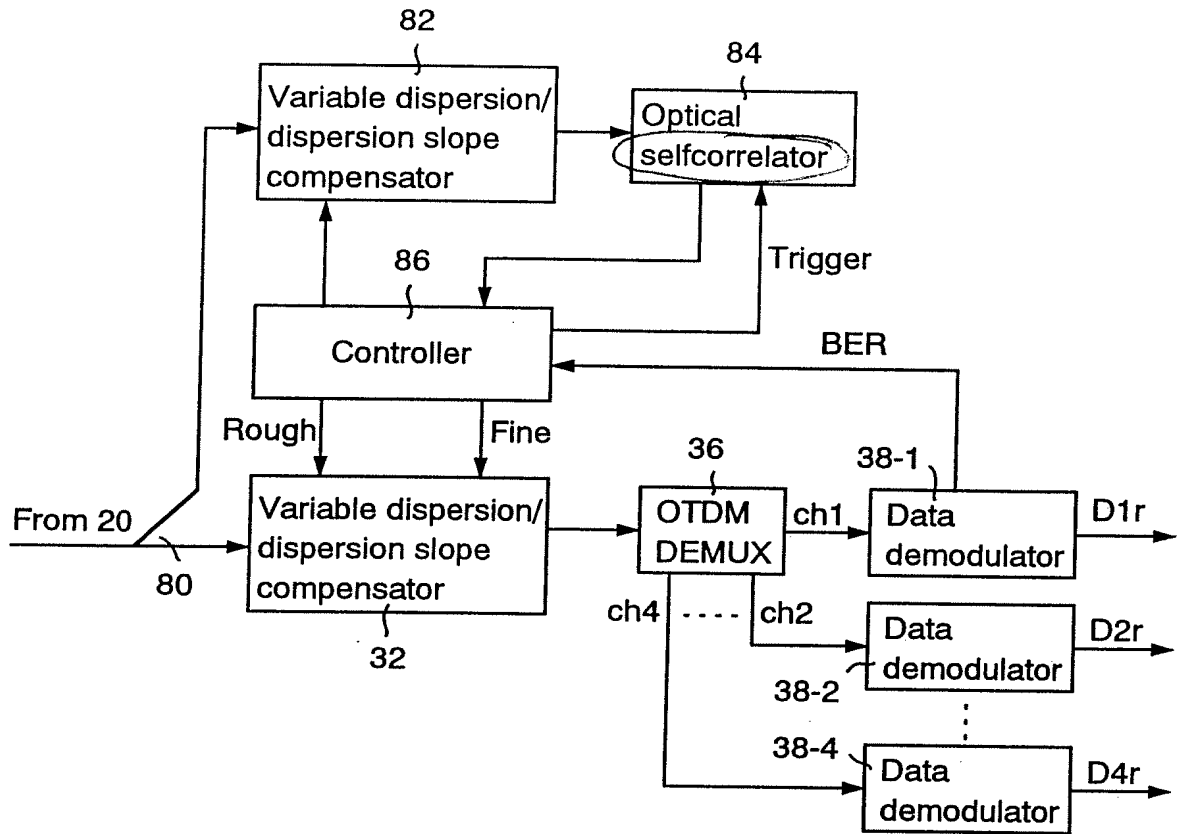 82
Variable dispersion/
dispersion slope
compensator
84
Optical
selfcorrelator
86
Controller
Trigger
BER
Rough
Fine
From 20
80
Variable dispersion/
dispersion slope
compensator
32
36
OTDM
DEMUX
ch1
ch4
ch2
38-1
Data
demodulator
D1r
Data
demodulator
38-2
D2r
38-4
Data
demodulator
D4r